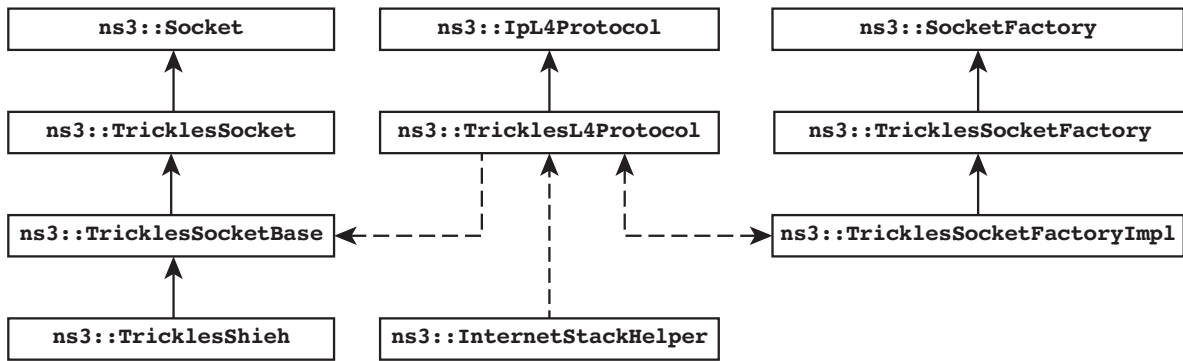 ns3::Socket
ns3::IpL4Protocol
ns3::SocketFactory
ns3::TricklesSocket
ns3::TricklesL4Protocol
ns3::TricklesSocketFactory
ns3::TricklesSocketBase
ns3::TricklesSocketFactoryImpl
ns3::TricklesShieh
ns3::InternetStackHelper